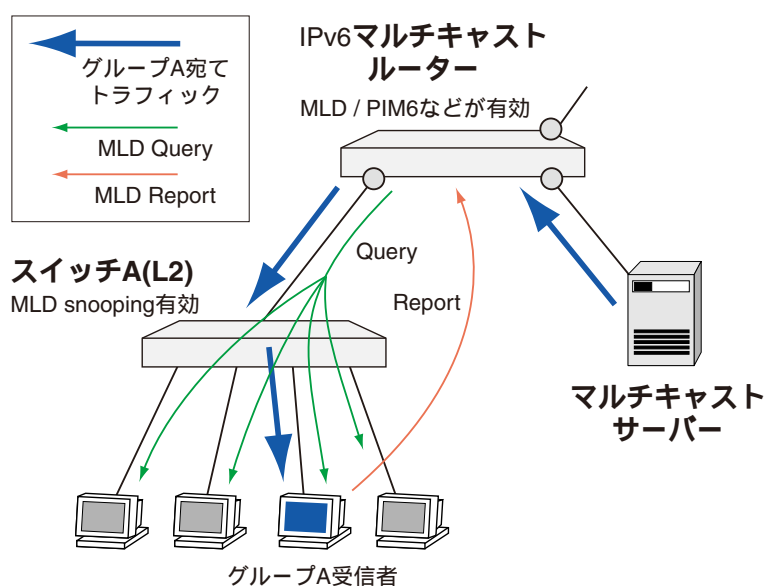 グループA宛て
トラフィック
MLD Query
MLD Report
IPv6マルチキャスト
ルーター
MLD / PIM6などが有効
スイッチA(L2)
MLD snooping有効
Query
Report
マルチキャスト
サーバー
グループA受信者